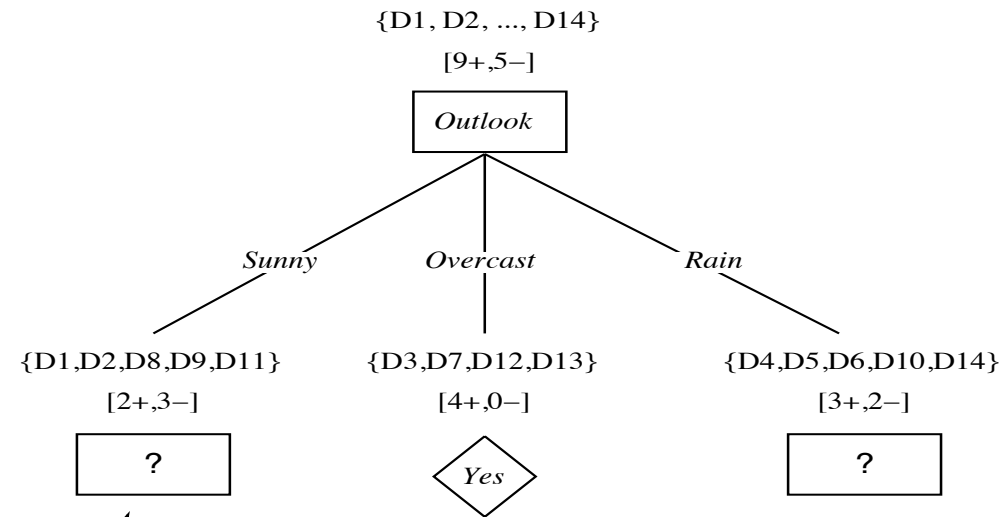 {D1, D2, ..., D14}
[9+,5−]
Outlook
Sunny Overcast Rain
{D1,D2,D8,D9,D11} {D3,D7,D12,D13} {D4,D5,D6,D10,D14}
[2+,3−] [4+,0−] [3+,2−]
? Yes ?